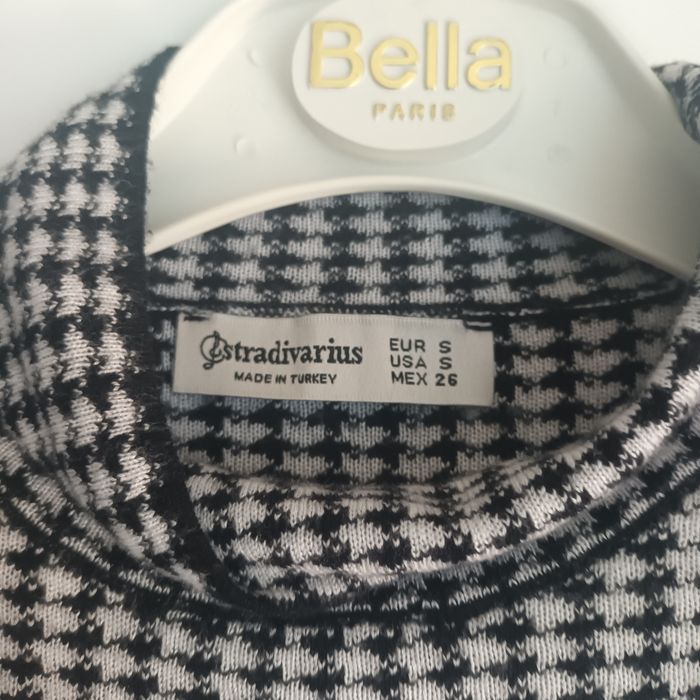 Bella
PARIS
stradivarius
MADE IN TURKEY
EUR S
USA S
MEX 26